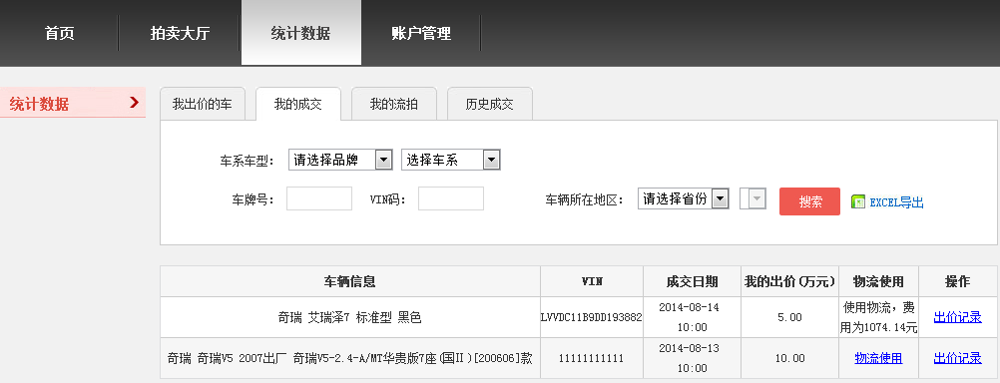 首页 拍卖大厅 统计数据 账户管理
统计数据
我出价的车 我的成交 我的流拍 历史成交
车系车型： 请选择品牌 选择车系
车牌号： VIN码： 车辆所在地区： 请选择省份 搜索 EXCEL导出
车辆信息 VIN 成交日期 我的出价(万元) 物流使用 操作
奇瑞 艾瑞泽7 标准型 黑色 LVVDC11B9DD193882 2014-08-14 10:00 5.00 使用物流，费用为1074.14元 出价记录
奇瑞 奇瑞V5 2007出厂 奇瑞V5-2.4-A/MT华贵版7座(国Ⅱ)[200606]款 11111111111 2014-08-13 10:00 10.00 物流使用 出价记录